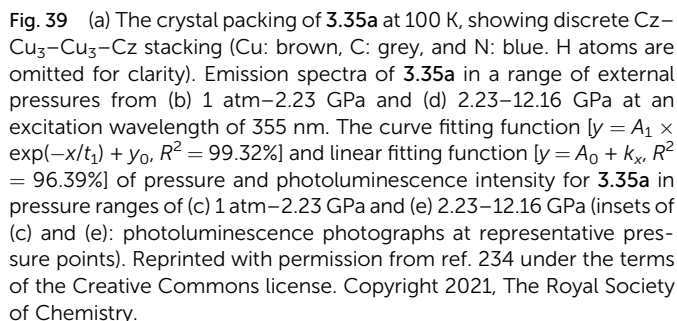 Fig. 39 (a) The crystal packing of 3.35a at 100 K, showing discrete Cz–
Cu₃–Cu₃–Cz stacking (Cu: brown, C: grey, and N: blue. H atoms are
omitted for clarity). Emission spectra of 3.35a in a range of external
pressures from (b) 1 atm–2.23 GPa and (d) 2.23–12.16 GPa at an
excitation wavelength of 355 nm. The curve fitting function [y = A₁ ×
exp(−x/t₁) + y₀, R² = 99.32%] and linear fitting function [y = A₀ + kₓ, R²
= 96.39%] of pressure and photoluminescence intensity for 3.35a in
pressure ranges of (c) 1 atm–2.23 GPa and (e) 2.23–12.16 GPa (insets of
(c) and (e): photoluminescence photographs at representative pres-
sure points). Reprinted with permission from ref. 234 under the terms
of the Creative Commons license. Copyright 2021, The Royal Society
of Chemistry.